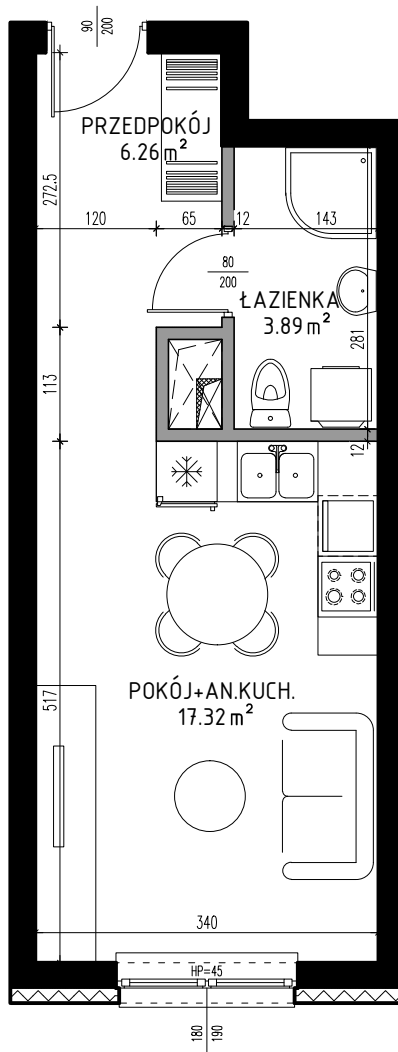 90
200
PRZEDPOKÓJ
6.26 m²
272.5
120
65
12
143
80
200
ŁAZIENKA
3.89 m²
281
113
12
POKÓJ+AN.KUCH.
17.32 m²
517
340
HP=45
180
190